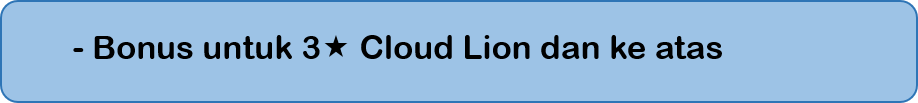 - Bonus untuk 3★ Cloud Lion dan ke atas